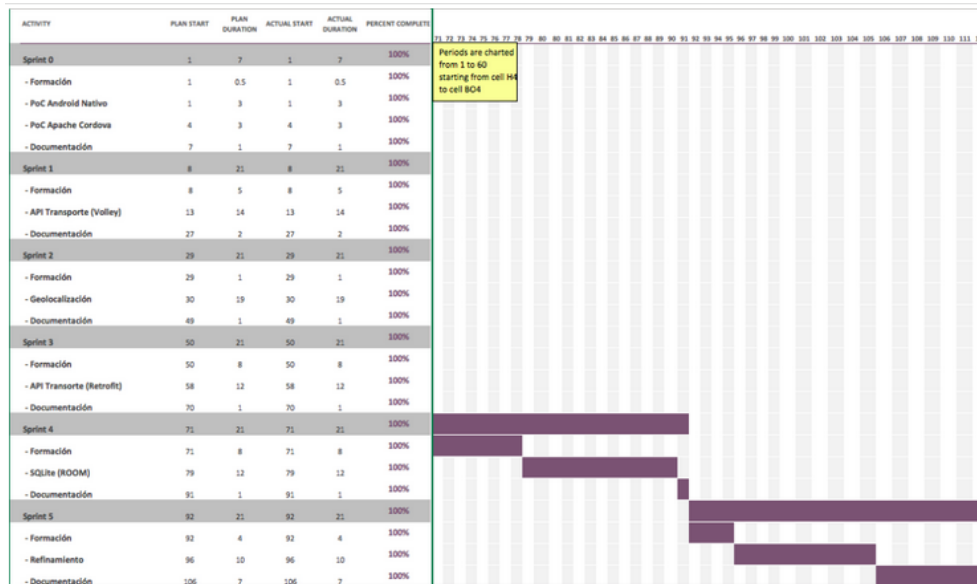 ACTIVITY PLAN START PLAN DURATION ACTUAL START ACTUAL DURATION PERCENT COMPLETE
71 72 73 74 75 76 77 78 79 80 80 82 83 84 85 86 87 88 89 90 91 92 93 94 95 96 97 98 99 100 101 102 103 104 105 106 107 108 109 110 111
Periods are charted
from 1 to 60
starting from cell H4
to cell BO4
Sprint 0 1 7 1 7 100%
- Formación 1 0.5 1 0.5 100%
- PoC Android Nativo 1 3 1 3 100%
- PoC Apache Cordova 4 3 4 3 100%
- Documentación 7 1 7 1 100%
Sprint 1 8 21 8 21 100%
- Formación 8 5 8 5 100%
- API Transporte (Volley) 13 14 13 14 100%
- Documentación 27 2 27 2 100%
Sprint 2 29 21 29 21 100%
- Formación 29 1 29 1 100%
- Geolocalización 30 19 30 19 100%
- Documentación 49 1 49 1 100%
Sprint 3 50 21 50 21 100%
- Formación 50 8 50 8 100%
- API Transorte (Retrofit) 58 12 58 12 100%
- Documentación 70 1 70 1 100%
Sprint 4 71 21 71 21 100%
- Formación 71 8 71 8 100%
- SQLite (ROOM) 79 12 79 12 100%
- Documentación 91 1 91 1 100%
Sprint 5 92 21 92 21 100%
- Formación 92 4 92 4 100%
- Refinamiento 96 10 96 10 100%
- Documentación 106 7 106 7 100%